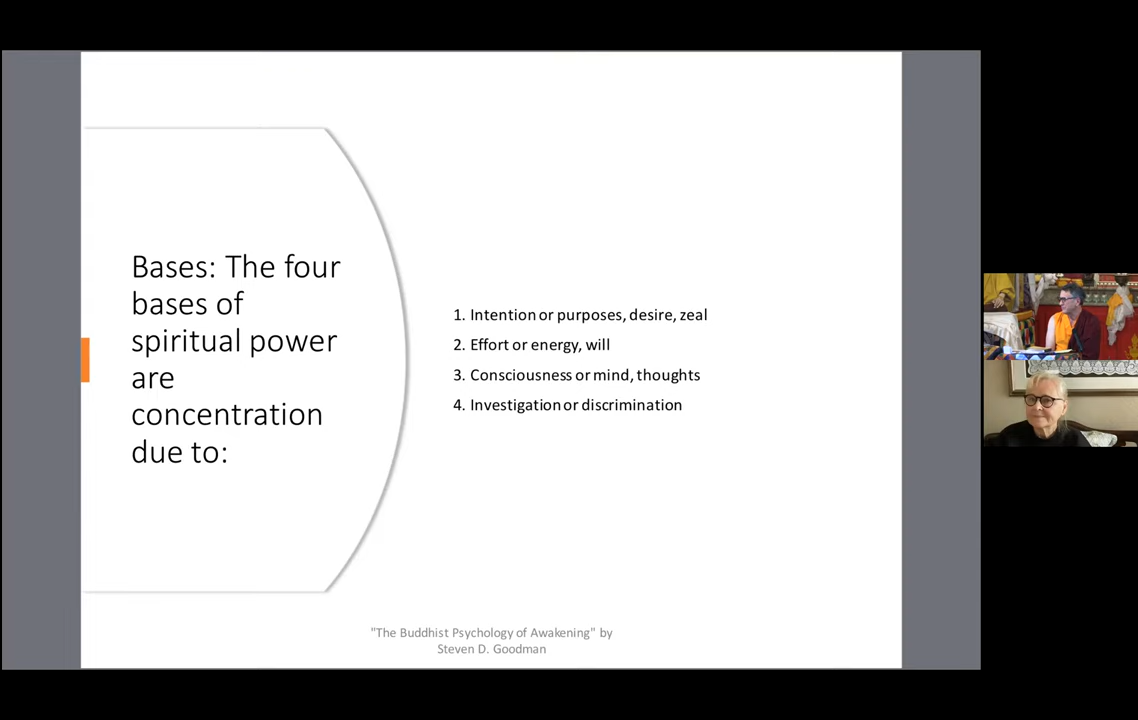 Bases: The four
bases of
spiritual power
are
concentration
due to:
1. Intention or purposes, desire, zeal
2. Effort or energy, will
3. Consciousness or mind, thoughts
4. Investigation or discrimination
"The Buddhist Psychology of Awakening" by
Steven D. Goodman